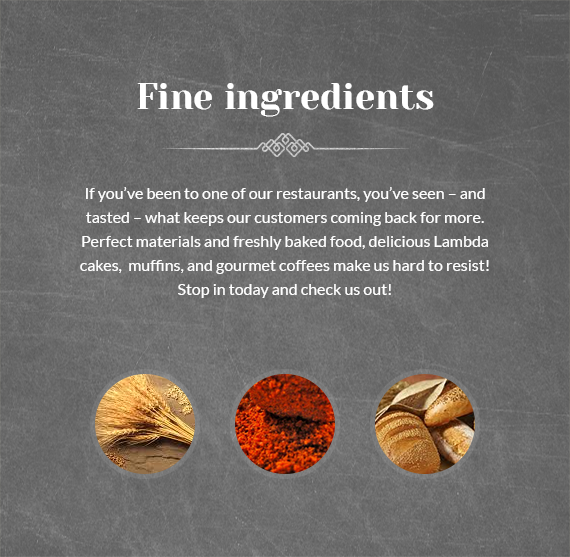 Fine ingredients
If you’ve been to one of our restaurants, you’ve seen – and
tasted – what keeps our customers coming back for more.
Perfect materials and freshly baked food, delicious Lambda
cakes,  muffins, and gourmet coffees make us hard to resist!
Stop in today and check us out!